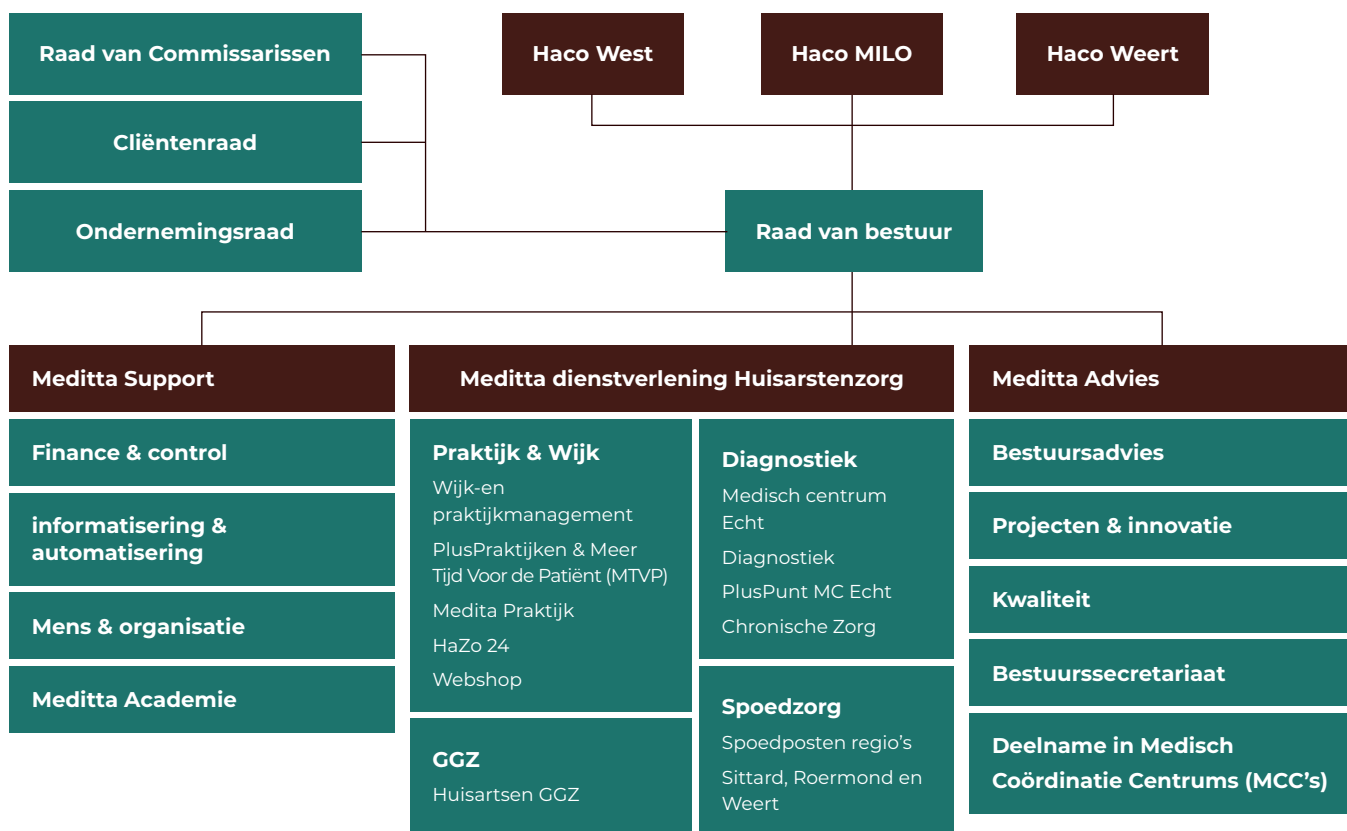 Raad van Commissarissen
Cliëntenraad
Ondernemingsraad
Haco West
Haco MILO
Haco Weert
Raad van bestuur
Meditta Support
Finance & control
informatisering &
automatisering
Mens & organisatie
Meditta Academie
Meditta dienstverlening Huisarstenzorg
Praktijk & Wijk
Wijk-en
praktijkmanagement
PlusPraktijken & Meer
Tijd Voor de Patiënt (MTVP)
Medita Praktijk
HaZo 24
Webshop
GGZ
Huisartsen GGZ
Diagnostiek
Medisch centrum
Echt
Diagnostiek
PlusPunt MC Echt
Chronische Zorg
Spoedzorg
Spoedposten regio’s
Sittard, Roermond en
Weert
Meditta Advies
Bestuursadvies
Projecten & innovatie
Kwaliteit
Bestuurssecretariaat
Deelname in Medisch
Coördinatie Centrums (MCC’s)